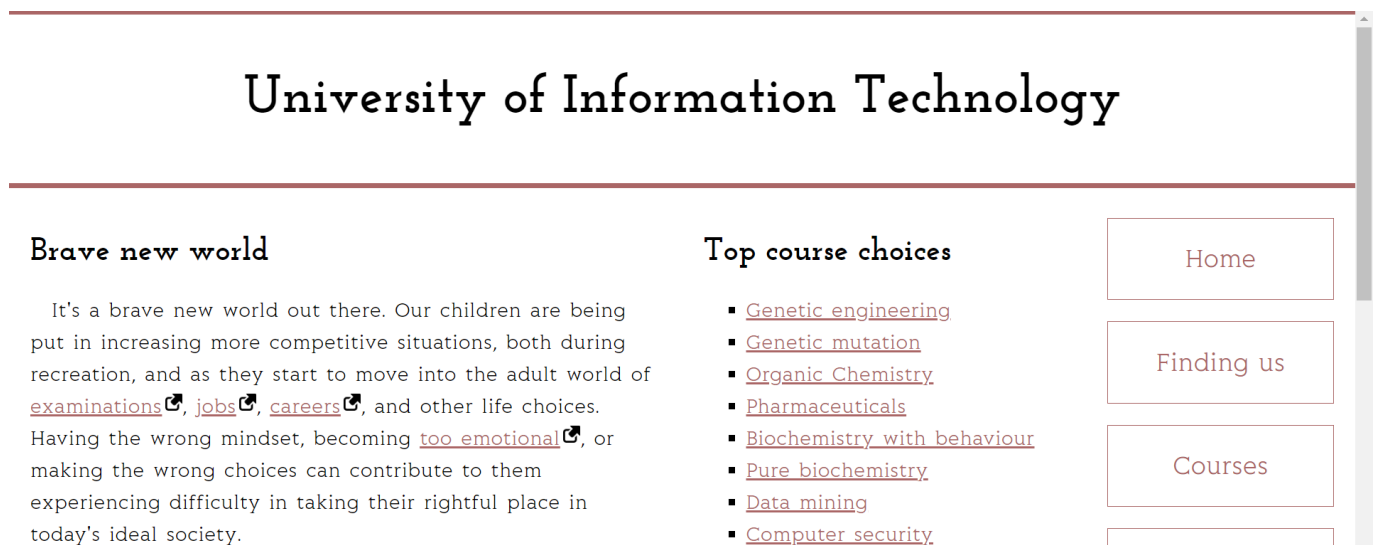 University of Information Technology
Brave new world
It's a brave new world out there. Our children are being
put in increasing more competitive situations, both during
recreation, and as they start to move into the adult world of
examinations, jobs, careers, and other life choices.
Having the wrong mindset, becoming too emotional, or
making the wrong choices can contribute to them
experiencing difficulty in taking their rightful place in
today's ideal society.
Top course choices
Genetic engineering
Genetic mutation
Organic Chemistry
Pharmaceuticals
Biochemistry with behaviour
Pure biochemistry
Data mining
Computer security
Home
Finding us
Courses